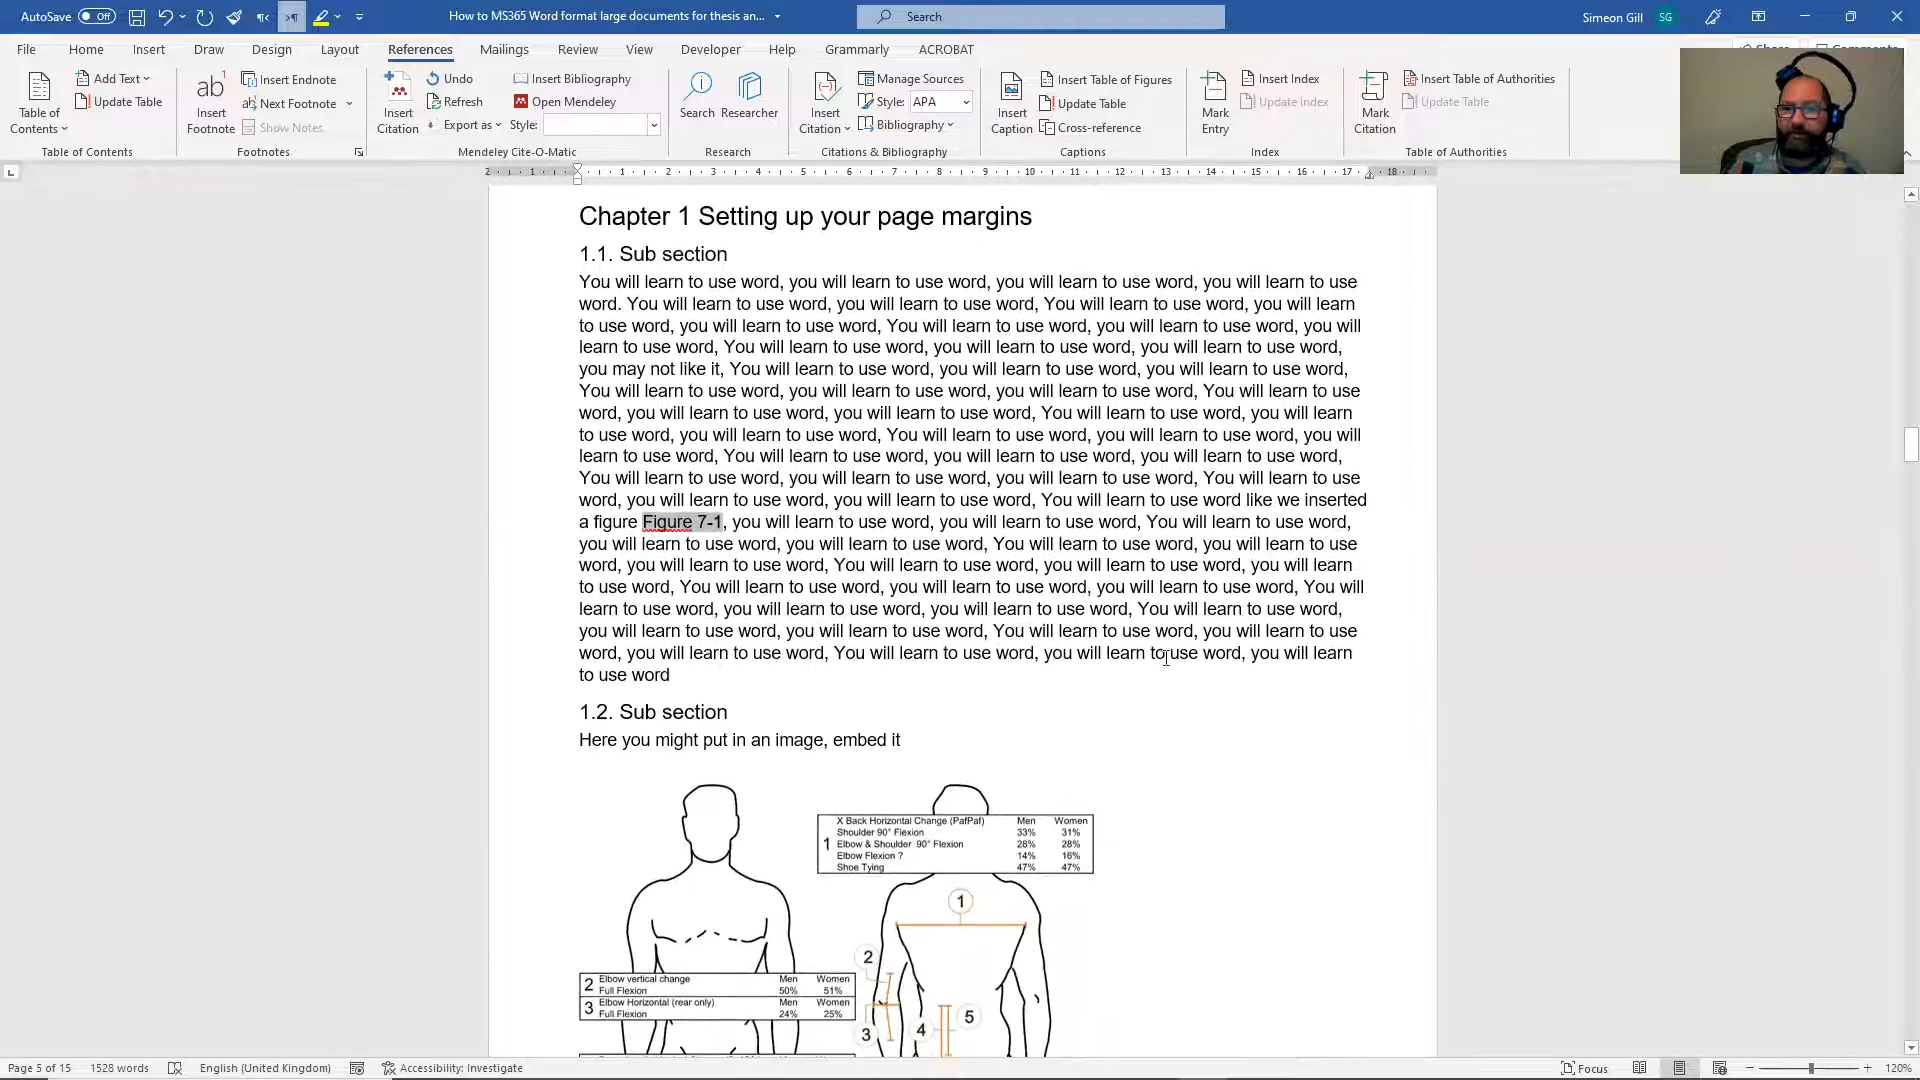 AutoSave Off
How to MS365 Word format large documents for thesis an...
Search
Simeon Gill SG
File Home Insert Draw Design Layout References Mailings Review View Developer Help Grammarly ACROBAT
Table of Contents
Add Text
Update Table
Table of Contents
Insert Footnote
Insert Endnote
Next Footnote
Show Notes
Footnotes
Insert Citation
Undo
Refresh
Export as
Insert Bibliography
Open Mendeley
Style:
Mendeley Cite-O-Matic
Search
Researcher
Research
Insert Citation
Manage Sources
Style: APA
Bibliography
Citations & Bibliography
Insert Caption
Insert Table of Figures
Update Table
Cross-reference
Captions
Mark Entry
Insert Index
Update Index
Index
Mark Citation
Insert Table of Authorities
Update Table
Table of Authorities
2 1 1 2 3 4 5 6 7 8 9 10 11 12 13 14 15 16 17 18
Chapter 1 Setting up your page margins
1.1. Sub section
You will learn to use word, you will learn to use word, you will learn to use word, you will learn to use
word. You will learn to use word, you will learn to use word, You will learn to use word, you will learn
to use word, you will learn to use word, You will learn to use word, you will learn to use word, you will
learn to use word, You will learn to use word, you will learn to use word, you will learn to use word,
you may not like it, You will learn to use word, you will learn to use word, you will learn to use word,
You will learn to use word, you will learn to use word, you will learn to use word, You will learn to use
word, you will learn to use word, you will learn to use word, You will learn to use word, you will learn
to use word, you will learn to use word, You will learn to use word, you will learn to use word, you will
learn to use word, You will learn to use word, you will learn to use word, you will learn to use word,
You will learn to use word, you will learn to use word, you will learn to use word, You will learn to use
word, you will learn to use word, you will learn to use word, You will learn to use word like we inserted
a figure Figure 7-1, you will learn to use word, you will learn to use word, You will learn to use word,
you will learn to use word, you will learn to use word, You will learn to use word, you will learn to use
word, you will learn to use word, You will learn to use word, you will learn to use word, you will learn
to use word, You will learn to use word, you will learn to use word, you will learn to use word, You will
learn to use word, you will learn to use word, you will learn to use word, You will learn to use word,
you will learn to use word, you will learn to use word, You will learn to use word, you will learn to use
word, you will learn to use word, You will learn to use word, you will learn to use word, you will learn
to use word
1.2. Sub section
Here you might put in an image, embed it
1
X Back Horizontal Change (PafPaf) Men Women
Shoulder 90° Flexion 33% 31%
Elbow & Shoulder 90° Flexion 28% 28%
Elbow Flexion ? 14% 16%
Shoe Tying 47% 47%
1
2
2 Elbow vertical change Men Women
Full Flexion 50% 51%
3 Elbow Horizontal (rear only) Men Women
Full Flexion 24% 25%
3 4 5
Page 5 of 15 1528 words English (United Kingdom) Accessibility: Investigate Focus 120%